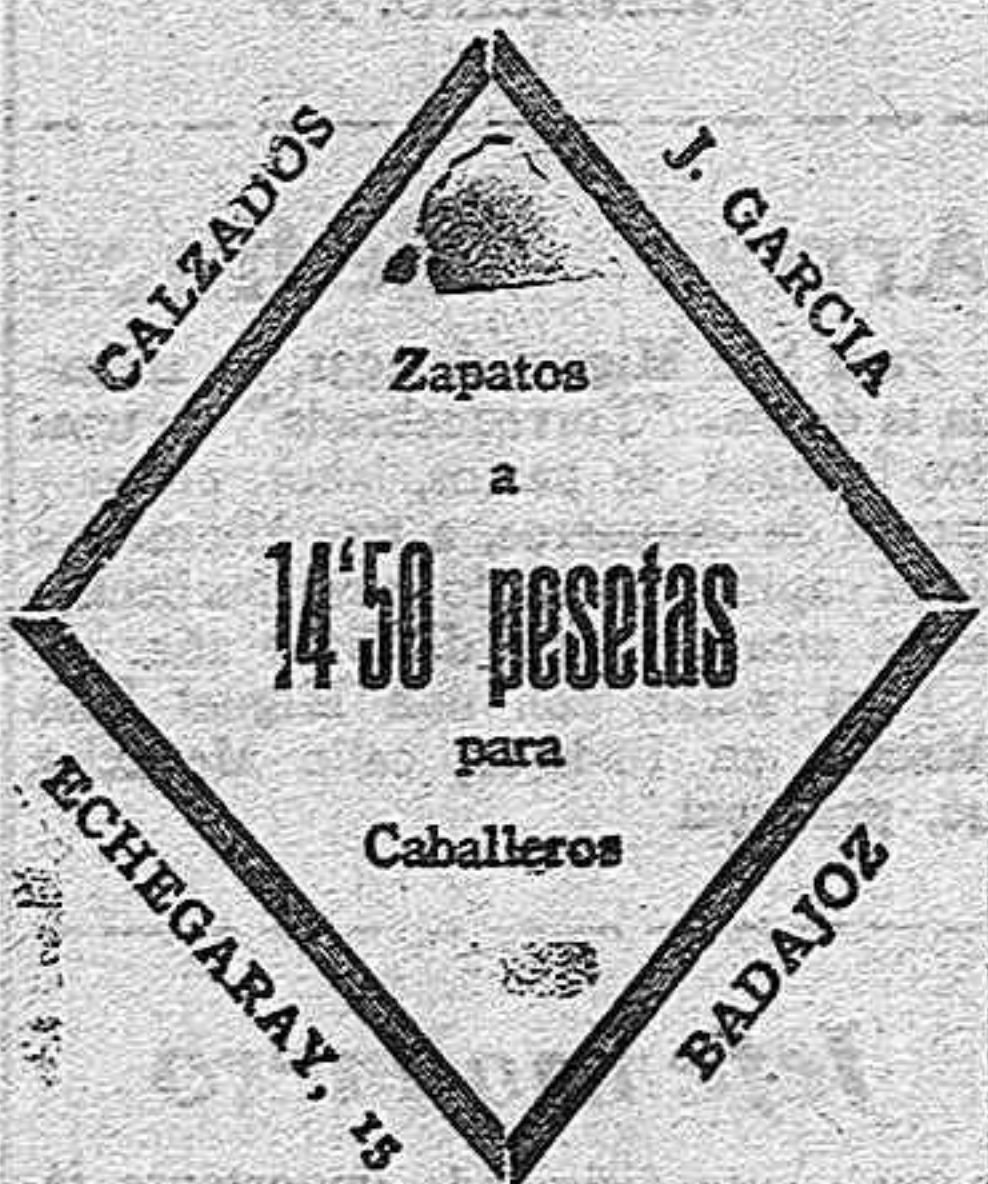 CALZADOS
J. GARCIA
Zapatos
a
14'50 pesetas
para
Caballeros
ECHEGARAY, 15
BADAJOZ